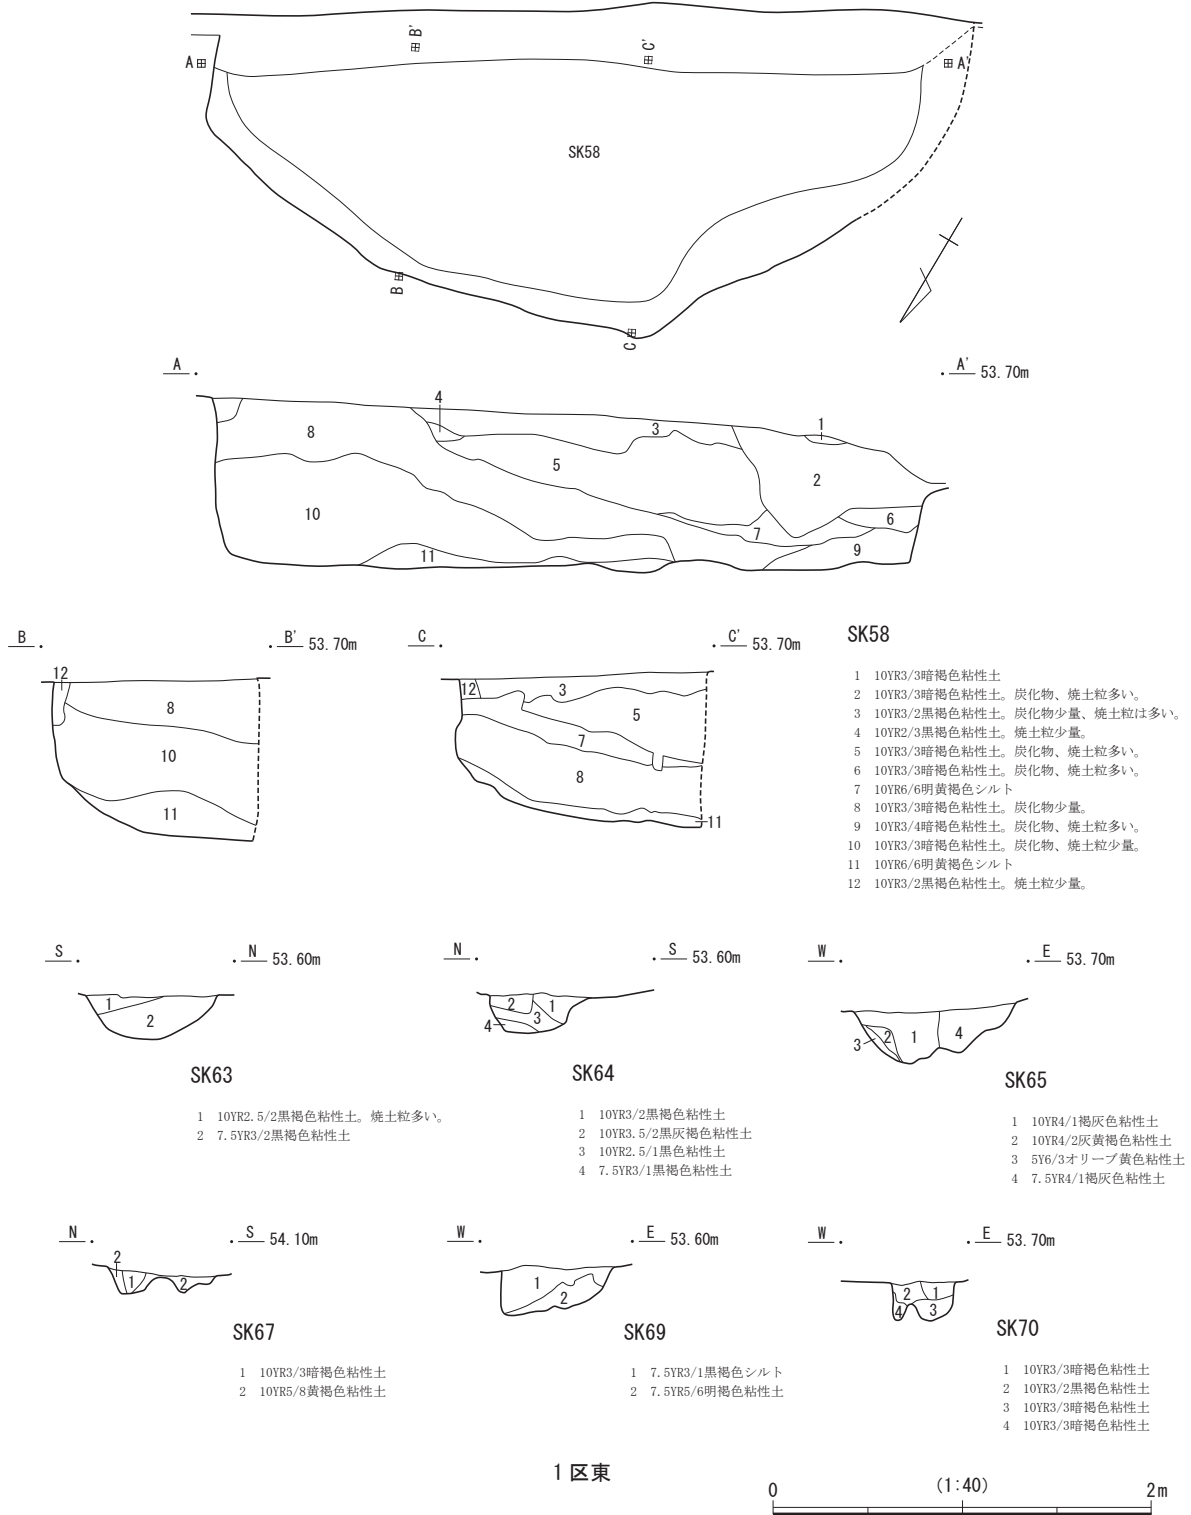 B' C'
A A'
SK58
B
C
A A' 53.70m
4
1
3
8
5
2
10
6
7
9
11
B B' 53.70m
C C' 53.70m
SK58
12
8
10
11
12
3
5
7
8
11
1 10YR3/3暗褐色粘性土
2 10YR3/3暗褐色粘性土。炭化物、焼土粒多い。
3 10YR3/2黒褐色粘性土。炭化物少量、焼土粒は多い。
4 10YR2/3黒褐色粘性土。焼土粒少量。
5 10YR3/3暗褐色粘性土。炭化物、焼土粒多い。
6 10YR3/3暗褐色粘性土。炭化物、焼土粒多い。
7 10YR6/6明黄褐色シルト
8 10YR3/3暗褐色粘性土。炭化物少量。
9 10YR3/4暗褐色粘性土。炭化物、焼土粒多い。
10 10YR3/3暗褐色粘性土。炭化物、焼土粒少量。
11 10YR6/6明黄褐色シルト
12 10YR3/2黒褐色粘性土。焼土粒少量。
S N 53.60m
1
2
SK63
1 10YR2.5/2黒褐色粘性土。焼土粒多い。
2 7.5YR3/2黒褐色粘性土
N S 53.60m
2 1
3
4
SK64
1 10YR3/2黒褐色粘性土
2 10YR3.5/2黒灰褐色粘性土
3 10YR2.5/1黒色粘性土
4 7.5YR3/1黒褐色粘性土
W E 53.70m
3 2 1 4
SK65
1 10YR4/1褐灰色粘性土
2 10YR4/2灰黄褐色粘性土
3 5Y6/3オリーブ黄色粘性土
4 7.5YR4/1褐灰色粘性土
N S 54.10m
2
1 2
SK67
1 10YR3/3暗褐色粘性土
2 10YR5/8黄褐色粘性土
W E 53.60m
1
2
SK69
1 7.5YR3/1黒褐色シルト
2 7.5YR5/6明褐色粘性土
W E 53.70m
2 1
4 3
SK70
1 10YR3/3暗褐色粘性土
2 10YR3/2黒褐色粘性土
3 10YR3/3暗褐色粘性土
4 10YR3/3暗褐色粘性土
1区東
0 (1:40) 2m